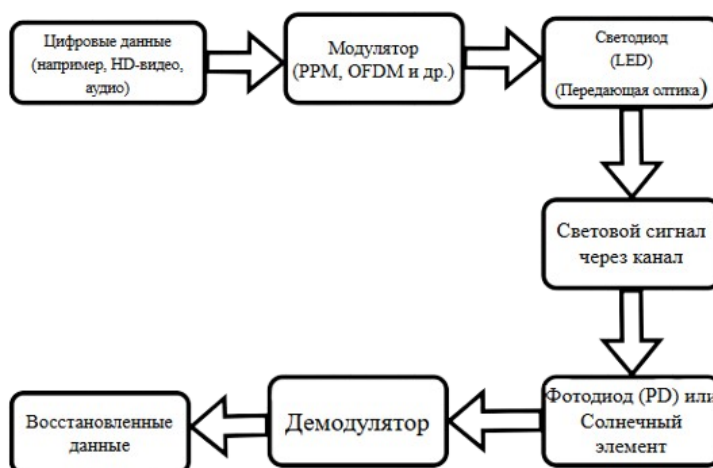 Цифровые данные
(например, HD-видео,
аудио)
Модулятор
(PPM, OFDM и др.)
Светодиод
(LED)
(Передающая олтика)
Световой сигнал
через канал
Фотодиод (PD) или
Солнечный
элемент
Демодулятор
Восстановленные
данные